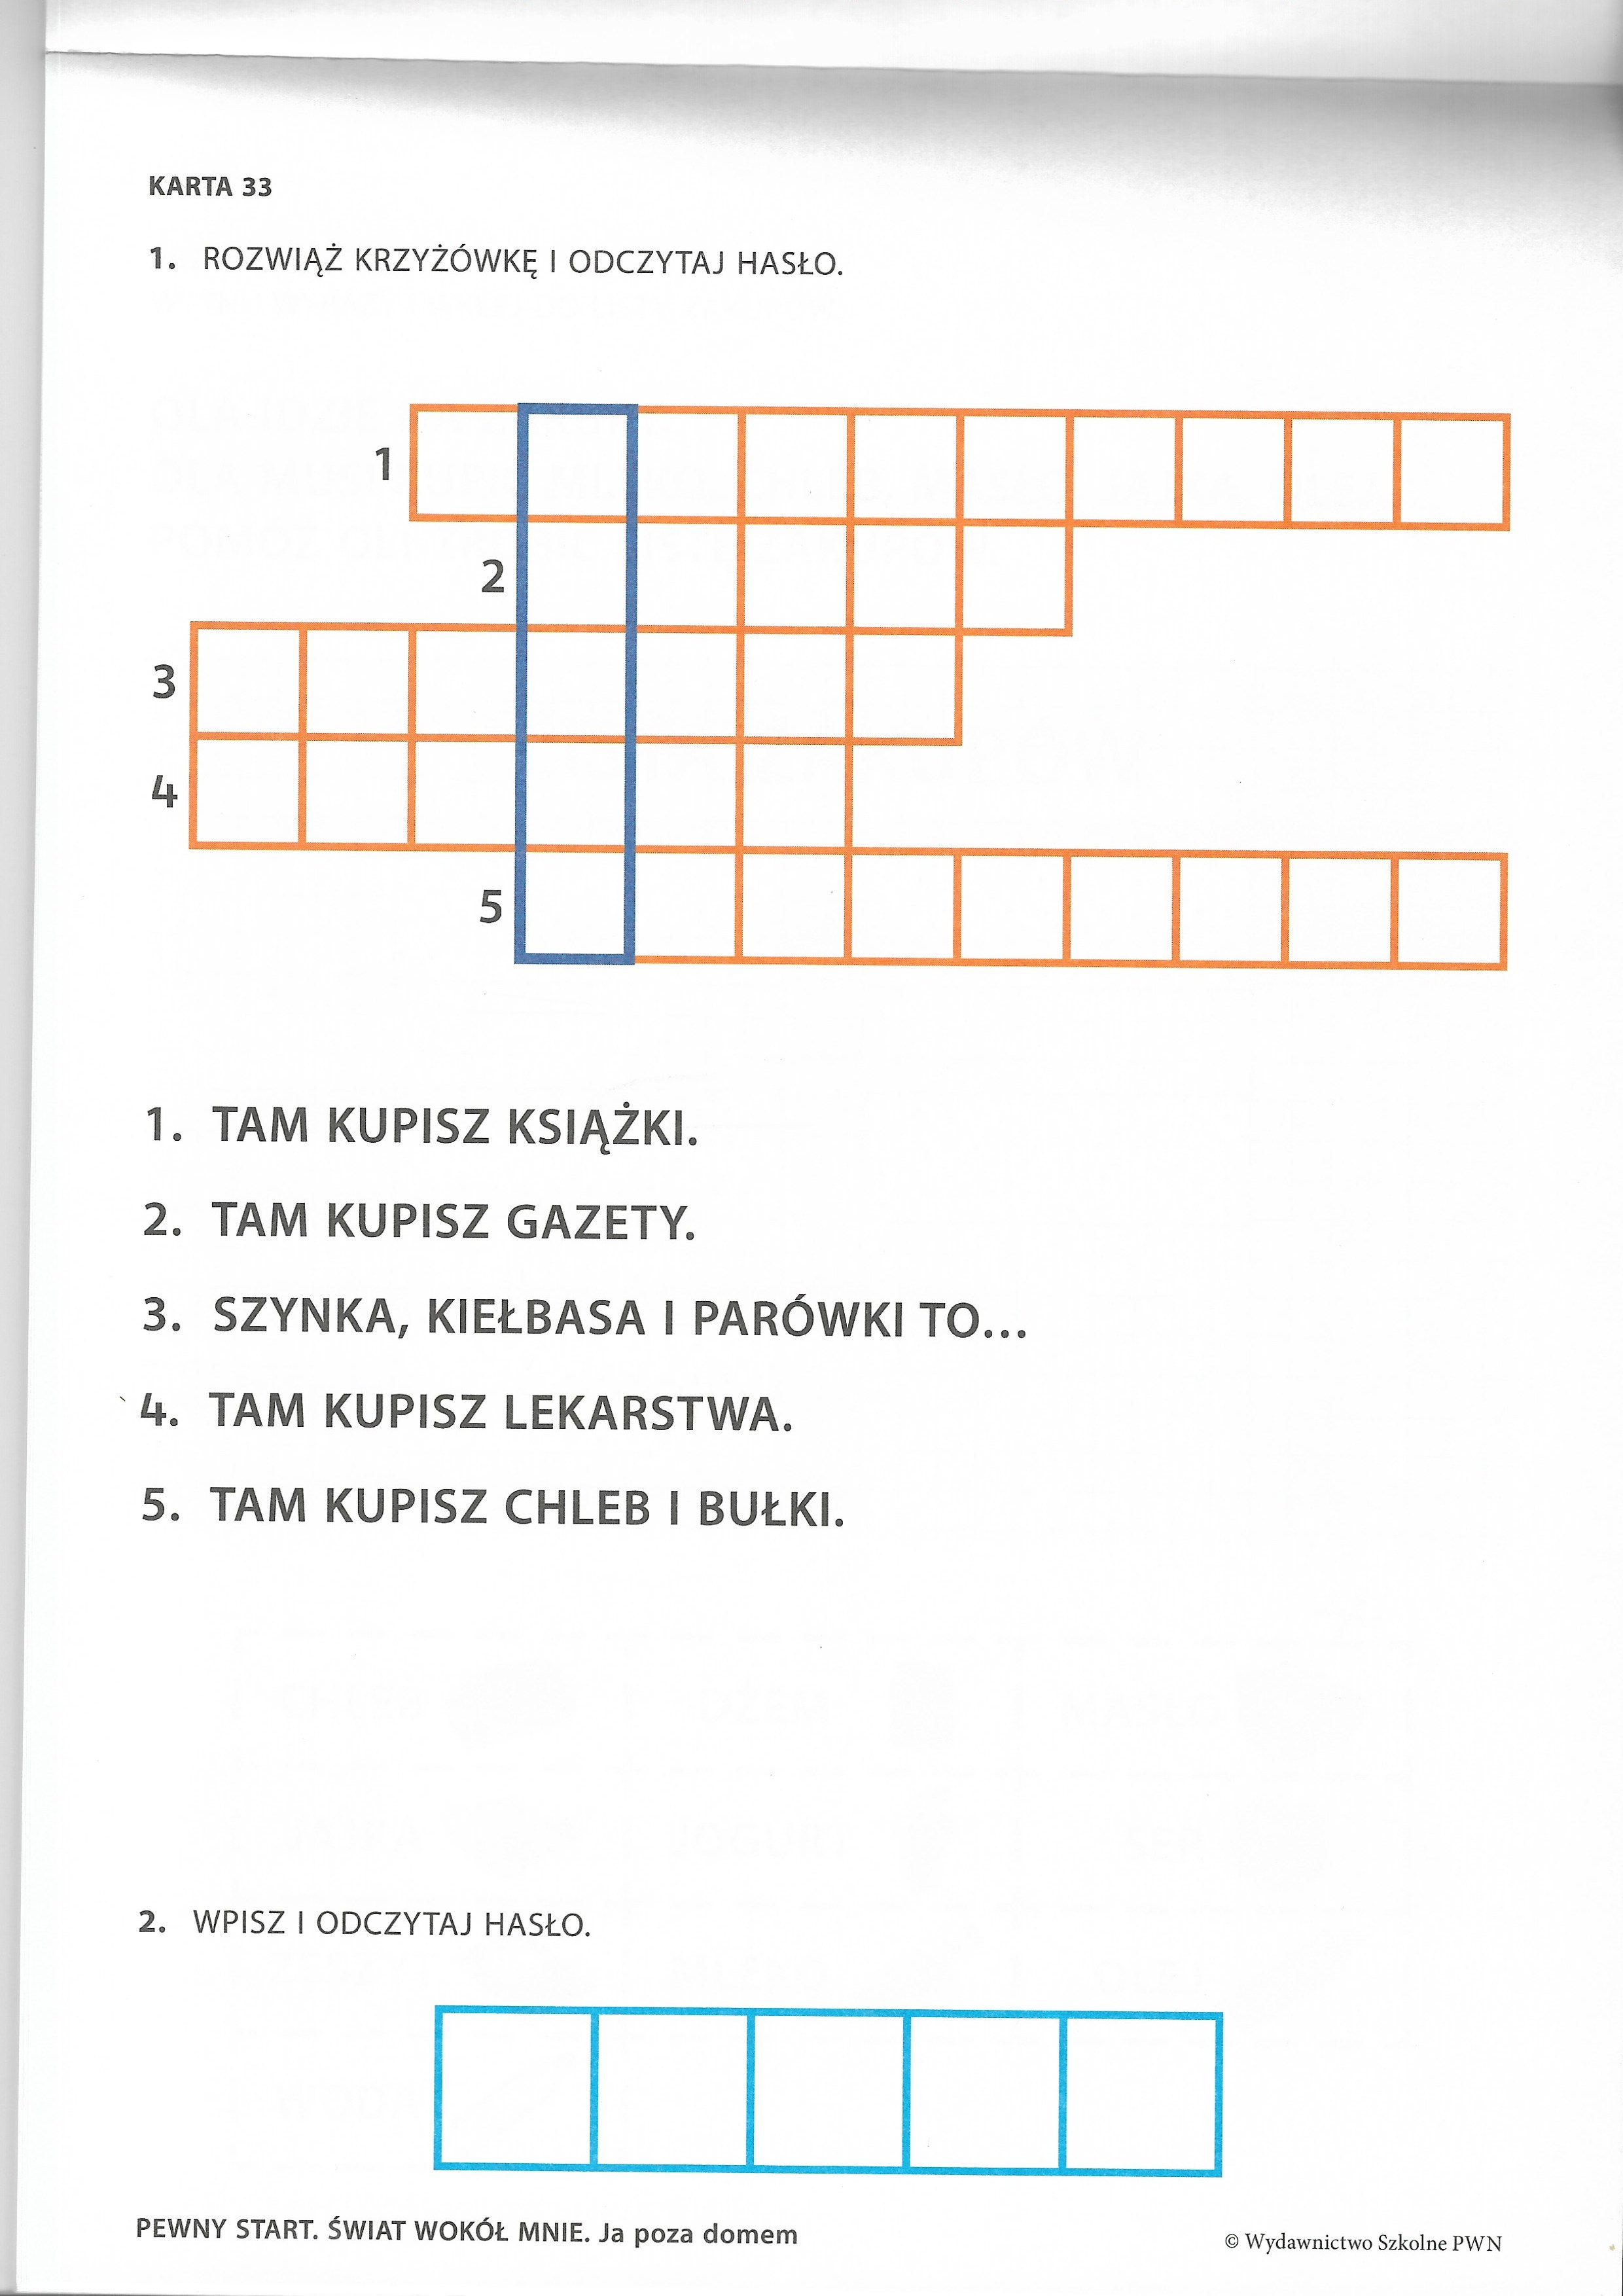 KARTA 33
1. ROZWIĄŻ KRZYŻÓWKĘ I ODCZYTAJ HASŁO.
1
2
3
4
5
1. TAM KUPISZ KSIĄŻKI.
2. TAM KUPISZ GAZETY.
3. SZYNKA, KIEŁBASA I PARÓWKI TO...
4. TAM KUPISZ LEKARSTWA.
5. TAM KUPISZ CHLEB I BUŁKI.
2. WPISZ I ODCZYTAJ HASŁO.
PEWNY START. ŚWIAT WOKÓŁ MNIE. Ja poza domem
© Wydawnictwo Szkolne PWN